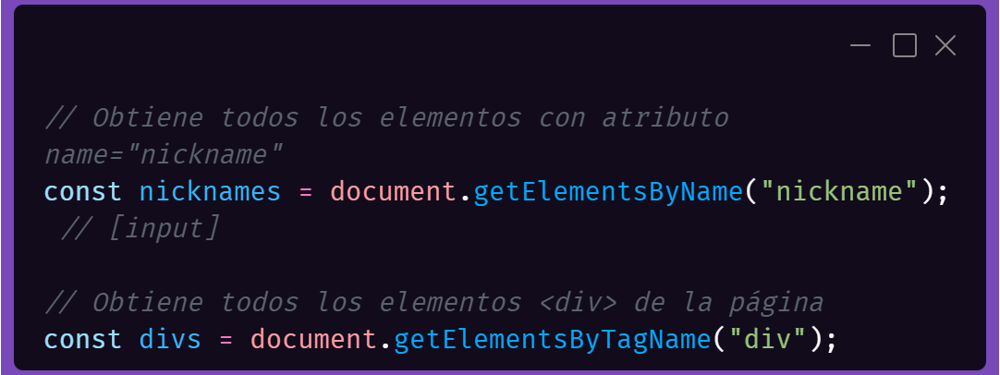 // Obtiene todos los elementos con atributo
name="nickname"
const nicknames = document.getElementsByName("nickname");
// [input]
// Obtiene todos los elementos <div> de la página
const divs = document.getElementsByTagName("div");